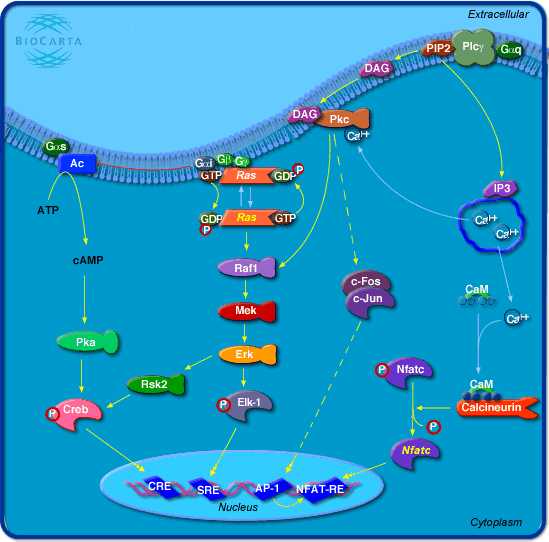 Extracellular
BIOCARTA
PIP2
Plcγ
Gαq
DAG
DAG
Pkc
Ca++
Gαs
Ac
Gαi
Gβ
Gγ
GTP
Ras
GDP
P
IP3
ATP
GDP
P
Ras
GTP
Ca++
Ca++
cAMP
Raf1
c-Fos
c-Jun
CaM
Mek
Ca++
Pka
Erk
P
Nfatc
CaM
Rsk2
P
Creb
P
Elk-1
Calcineurin
P
Nfatc
CRE
SRE
AP-1
NFAT-RE
Nucleus
Cytoplasm